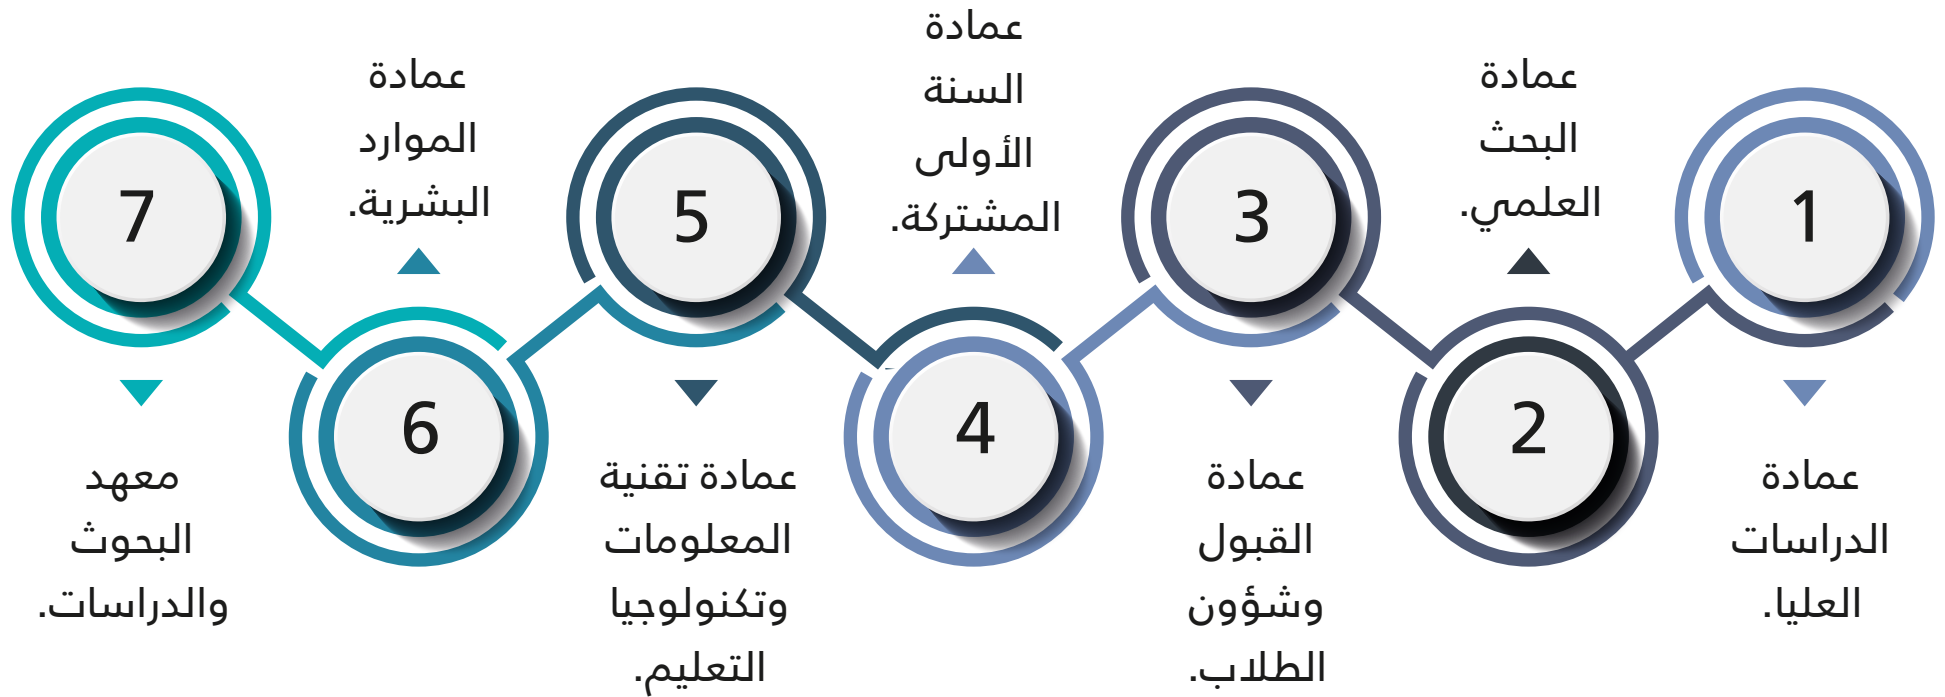 1
عمادة
الدراسات
العليا.
2
عمادة
البحث
العلمي.
3
عمادة
القبول
وشؤون
الطلاب.
4
عمادة
السنة
الأولى
المشتركة.
5
عمادة تقنية
المعلومات
وتكنولوجيا
التعليم.
6
عمادة
الموارد
البشرية.
7
معهد
البحوث
والدراسات.